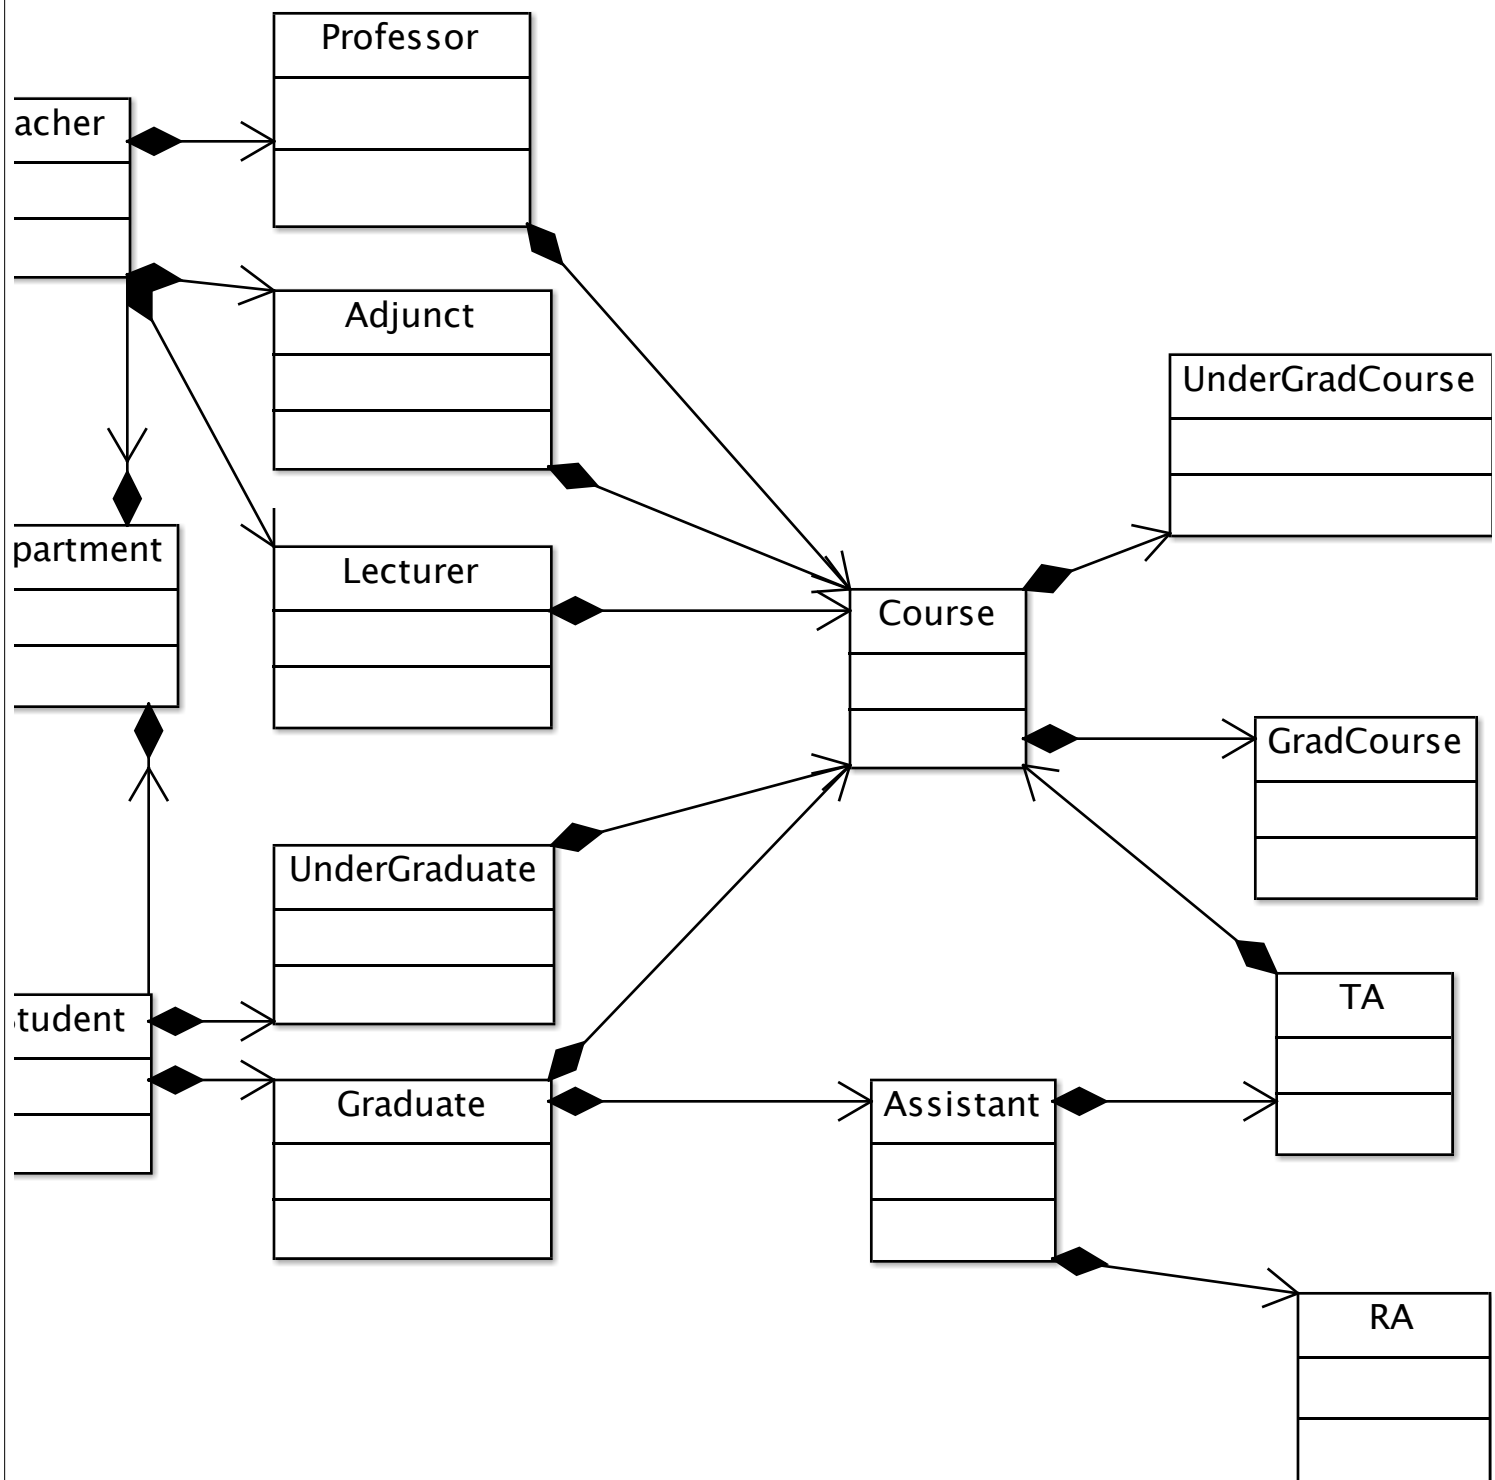 Professor
acher
Adjunct
UnderGradCourse
partment
Lecturer
Course
GradCourse
UnderGraduate
TA
tudent
Graduate
Assistant
RA